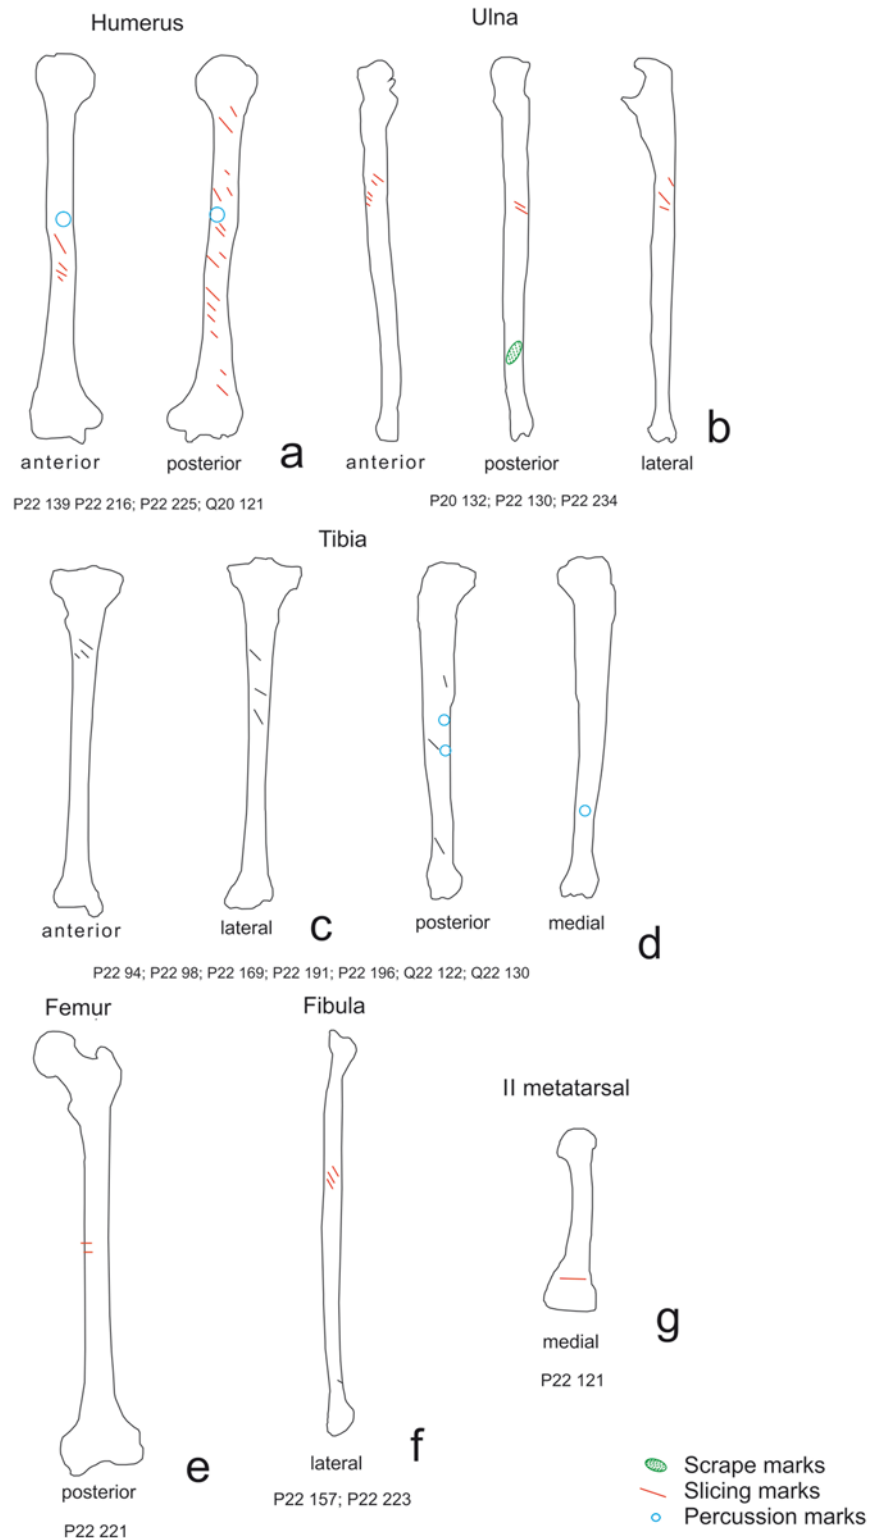 Humerus
Ulna
anterior
posterior
a
anterior
posterior
lateral
b
P22 139 P22 216; P22 225; Q20 121
P20 132; P22 130; P22 234
Tibia
anterior
lateral
c
posterior
medial
d
P22 94; P22 98; P22 169; P22 191; P22 196; Q22 122; Q22 130
Femur
Fibula
II metatarsal
posterior
e
P22 221
lateral
f
P22 157; P22 223
medial
g
P22 121
Scrape marks
Slicing marks
Percussion marks